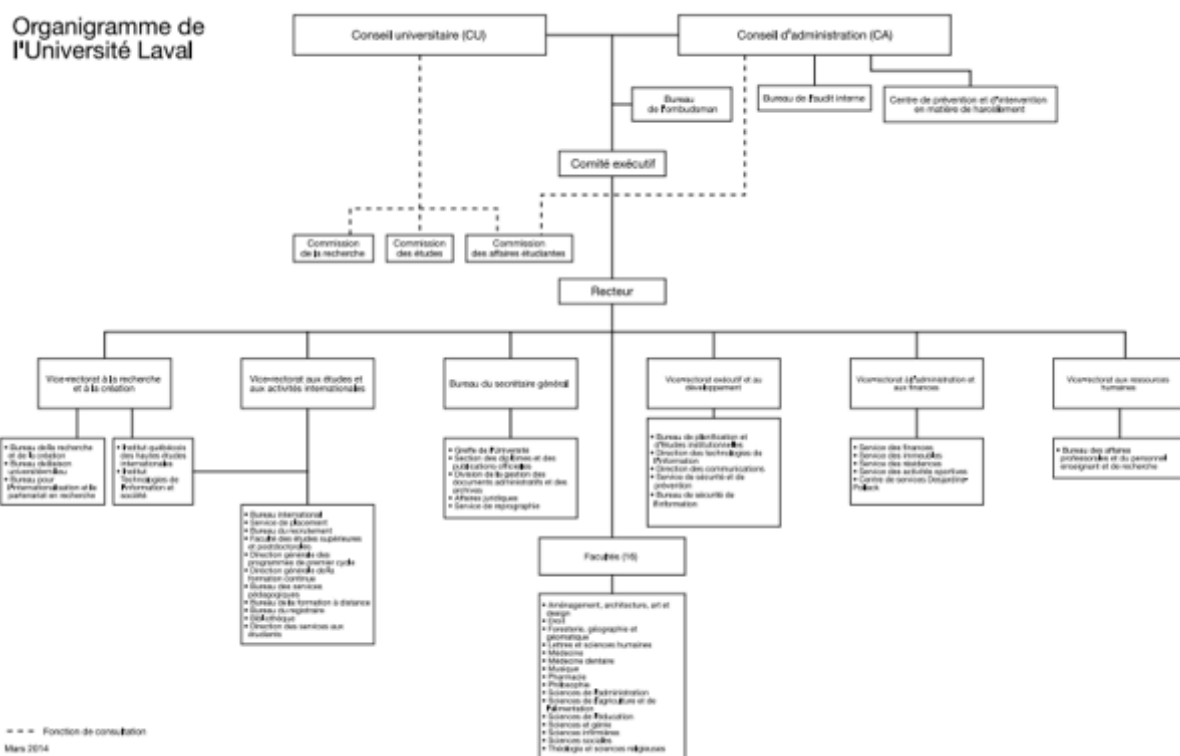 Organigramme de
l'Université Laval
Conseil universitaire (CU)
Conseil d'administration (CA)
Bureau
de l'ombudsman
Bureau de l'audit interne
Centre de prévention et d'intervention
en matière de harcèlement
Comité exécutif
Commission
de la recherche
Commission
des études
Commission
des affaires étudiantes
Recteur
Vice-rectorat à la recherche
et à la création
Vice-rectorat aux études et
aux activités internationales
Bureau du secrétaire général
Vice-rectorat exécutif et au
développement
Vice-rectorat à l'administration et
aux finances
Vice-rectorat aux ressources
humaines
• Bureau de la recherche
et de la création
• Bureau de liaison
université-milieu
• Bureau pour
l'internationalisation et le
partenariat en recherche
• Institut québécois
des hautes études
internationales
• Institut
Technologies de
l'information et
société
• Bureau international
• Service de placement
• Bureau du recrutement
• Faculté des études supérieures
et postdoctorales
• Direction générale des
programmes de premier cycle
• Direction générale de la
formation continue
• Bureau des services
pédagogiques
• Bureau de la formation à distance
• Bureau du registraire
• Bibliothèque
• Direction des services aux
étudiants
• Greffe de l'Université
• Section des diplômes et des
publications officielles
• Division de la gestion des
documents administratifs et des
archives
• Affaires juridiques
• Service de reprographie
• Bureau de planification et
d'études institutionnelles
• Direction des technologies de
l'information
• Direction des communications
• Service de sécurité et de
prévention
• Bureau de sécurité de
l'information
• Service des finances
• Service des immeubles
• Service des résidences
• Service des activités sportives
• Centre de services Desjardins-
Pollack
• Bureau des affaires
professorales et du personnel
enseignant et de recherche
Facultés (16)
• Aménagement, architecture, art et
design
• Droit
• Foresterie, géographie et
géomatique
• Lettres et sciences humaines
• Médecine
• Médecine dentaire
• Musique
• Pharmacie
• Philosophie
• Sciences de l'administration
• Sciences de l'agriculture et de
l'alimentation
• Sciences de l'éducation
• Sciences et génie
• Sciences infirmières
• Sciences sociales
• Théologie et sciences religieuses
Fonction de consultation
Mars 2014